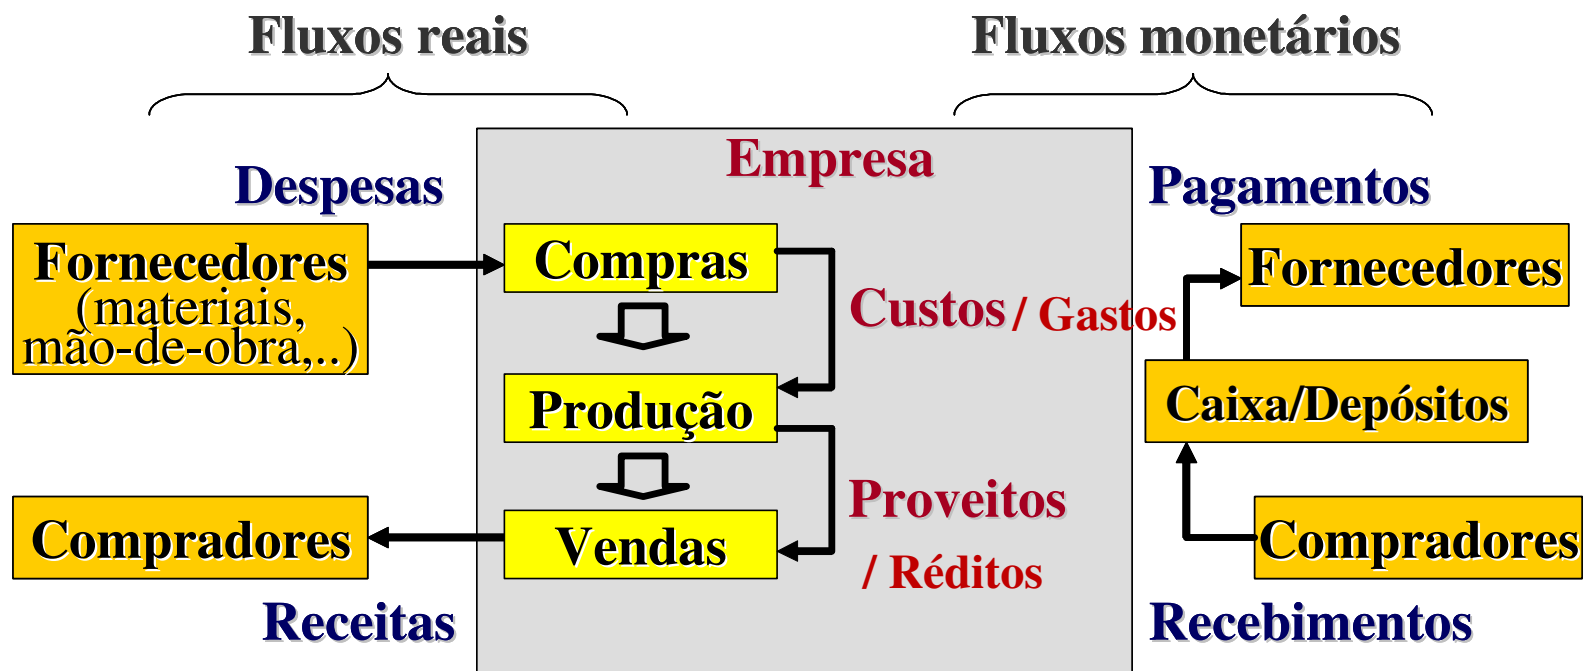 Fluxos reais
Fluxos monetários
Empresa
Despesas
Pagamentos
Fornecedores
(materiais,
mão-de-obra,..)
Compras
Fornecedores
Custos / Gastos
Produção
Caixa/Depósitos
Proveitos
/ Réditos
Compradores
Vendas
Compradores
Receitas
Recebimentos